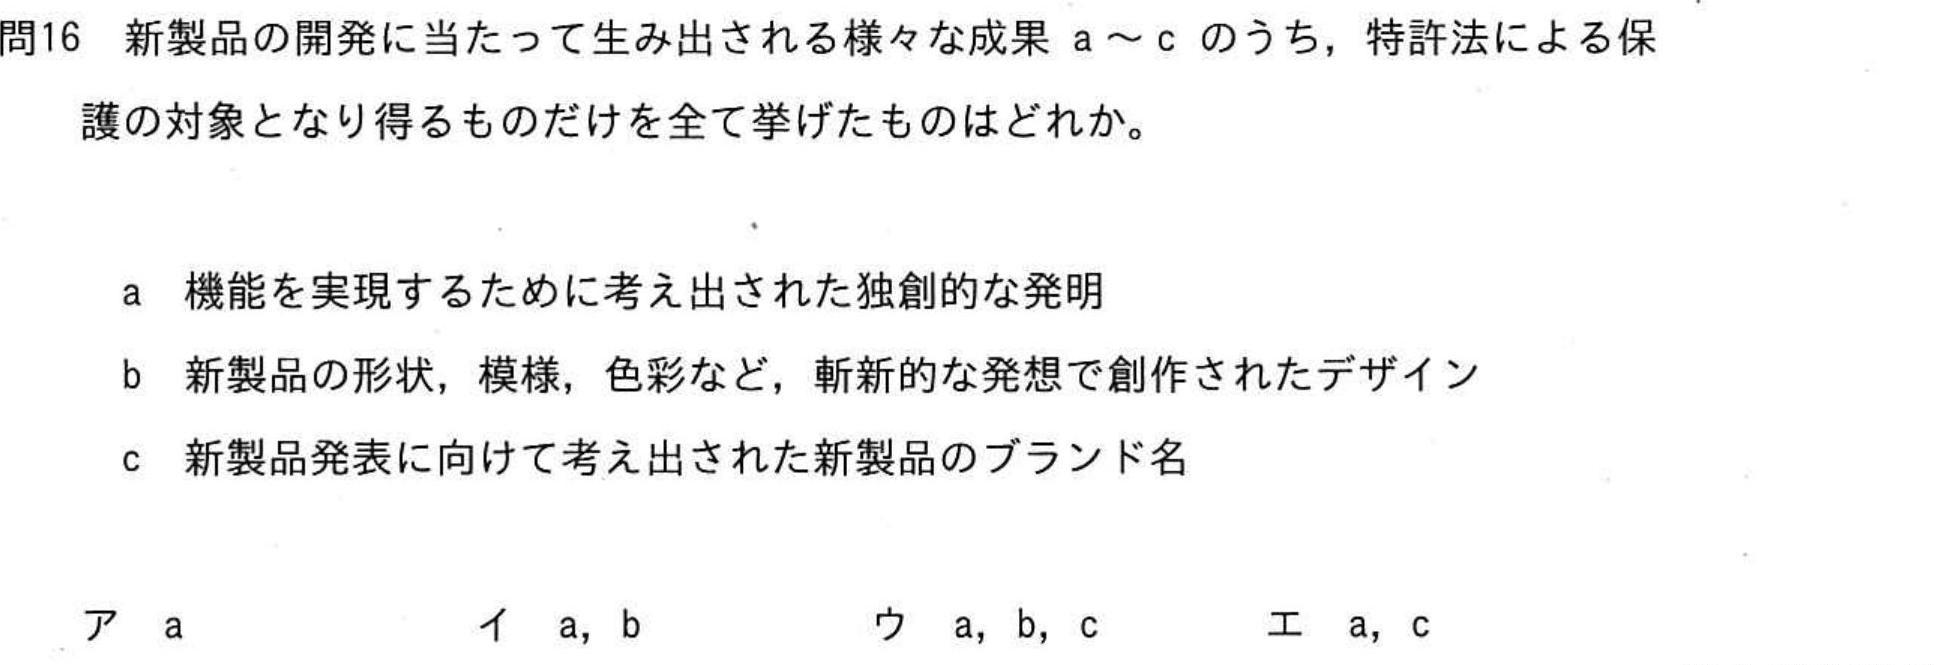 問16 新製品の開発に当たって生み出される様々な成果 a～c のうち，特許法による保
護の対象となり得るものだけを全て挙げたものはどれか。
a 機能を実現するために考え出された独創的な発明
b 新製品の形状，模様，色彩など，斬新的な発想で創作されたデザイン
c 新製品発表に向けて考え出された新製品のブランド名
ア a イ a，b ウ a，b，c エ a，c